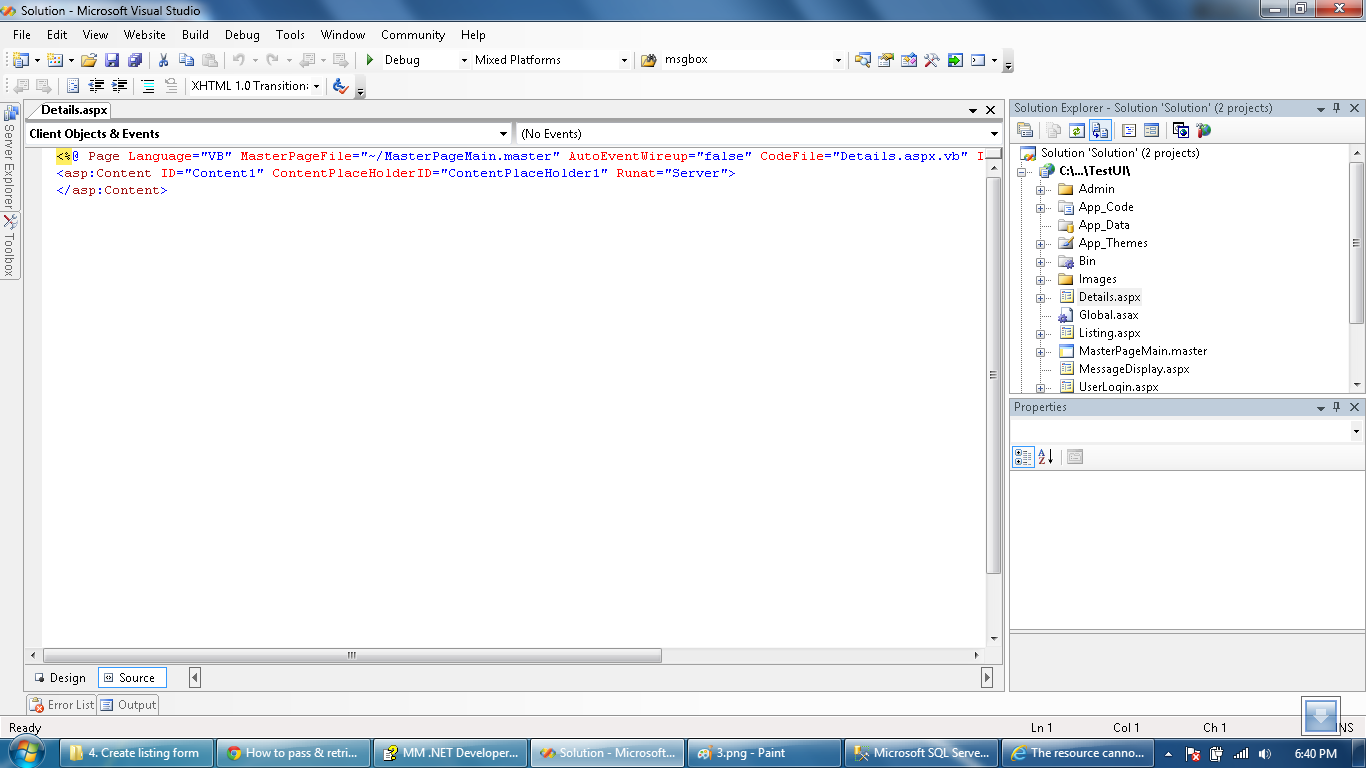 Solution - Microsoft Visual Studio
File Edit View Website Build Debug Tools Window Community Help
Debug Mixed Platforms msgbox
XHTML 1.0 Transition:
Server Explorer
Toolbox
Details.aspx
Client Objects & Events (No Events)
<%@ Page Language="VB" MasterPageFile="~/MasterPageMain.master" AutoEventWireup="false" CodeFile="Details.aspx.vb" I
<asp:Content ID="Content1" ContentPlaceHolderID="ContentPlaceHolder1" Runat="Server">
</asp:Content>
Design Source
Solution Explorer - Solution 'Solution' (2 projects)
Solution 'Solution' (2 projects)
C:\...\TestUI\
Admin
App_Code
App_Data
App_Themes
Bin
Images
Details.aspx
Global.asax
Listing.aspx
MasterPageMain.master
MessageDisplay.aspx
UserLogin.aspx
Properties
Error List Output
Ready Ln 1 Col 1 Ch 1 NS
4. Create listing form How to pass & retri... MM .NET Developer... Solution - Microsoft... 3.png - Paint Microsoft SQL Serve... The resource canno... 6:40 PM